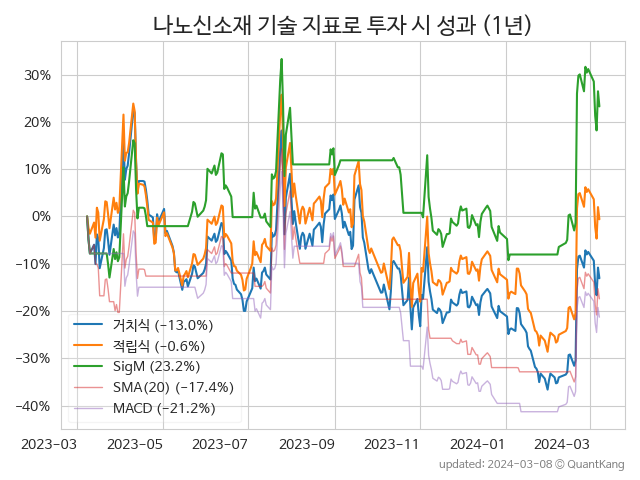 나노신소재 기술 지표로 투자 시 성과 (1년)
30%
20%
10%
0%
−10%
−20%
−30%
−40%
거치식 (−13.0%)
적립식 (−0.6%)
SigM (23.2%)
SMA(20) (−17.4%)
MACD (−21.2%)
2023-03 2023-05 2023-07 2023-09 2023-11 2024-01 2024-03
updated: 2024-03-08 © QuantKang